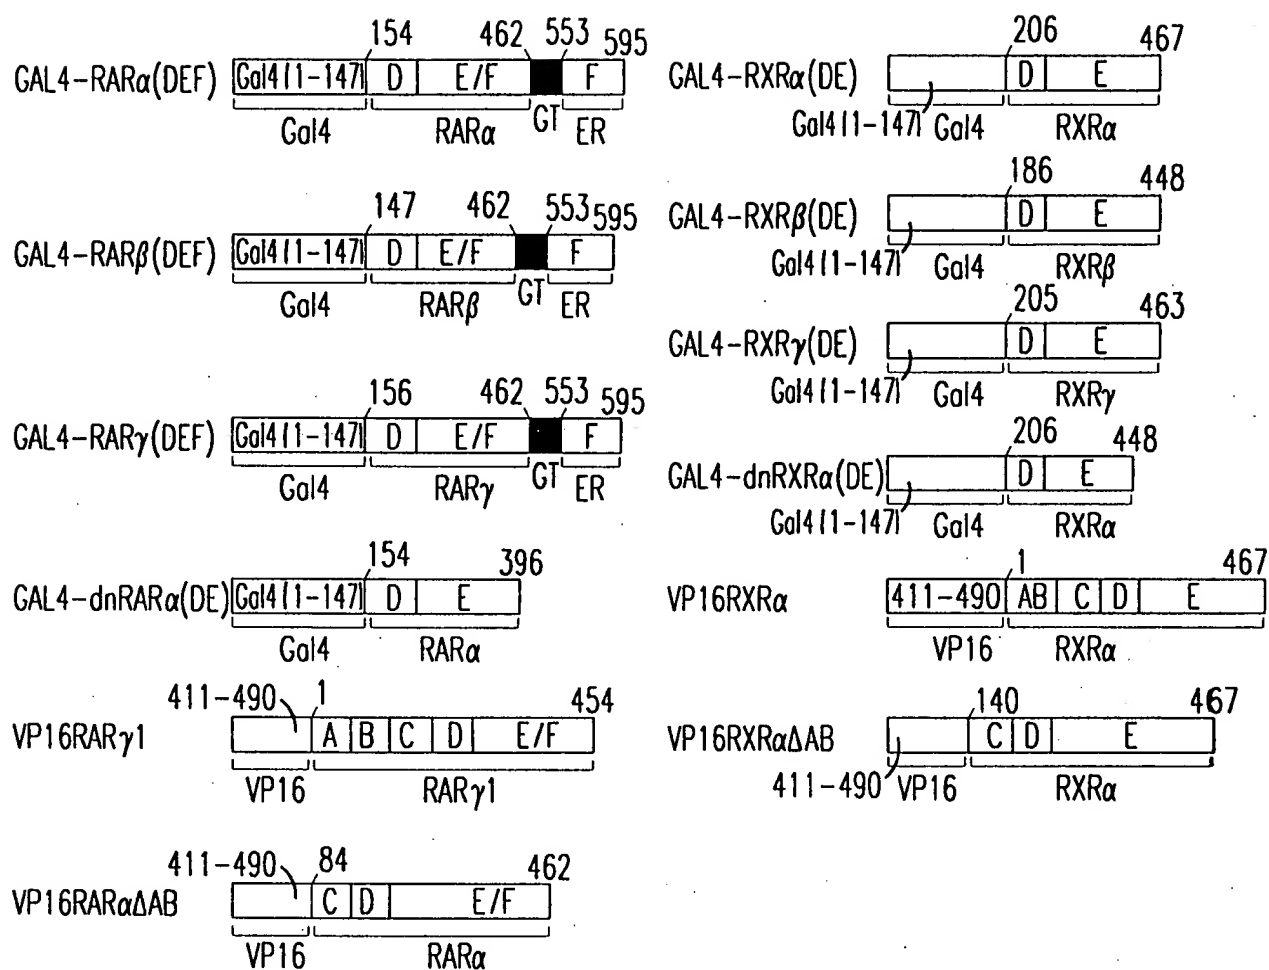 154 462 553 595
GAL4-RARα(DEF) Gal4(1-147) D E/F F
Gal4 RARα GT ER
147 462 553 595
GAL4-RARβ(DEF) Gal4(1-147) D E/F F
Gal4 RARβ GT ER
156 462 553 595
GAL4-RARγ(DEF) Gal4(1-147) D E/F F
Gal4 RARγ GT ER
154 396
GAL4-dnRARα(DE) Gal4(1-147) D E
Gal4 RARα
411-490 1 454
VP16RARγ1 A B C D E/F
VP16 RARγ1
411-490 84 462
VP16RARαΔAB C D E/F
VP16 RARα
206 467
GAL4-RXRα(DE) D E
Gal4(1-147) Gal4 RXRα
186 448
GAL4-RXRβ(DE) D E
Gal4(1-147) Gal4 RXRβ
205 463
GAL4-RXRγ(DE) D E
Gal4(1-147) Gal4 RXRγ
206 448
GAL4-dnRXRα(DE) D E
Gal4(1-147) Gal4 RXRα
1 467
VP16RXRα 411-490 AB C D E
VP16 RXRα
140 467
VP16RXRαΔAB C D E
411-490 VP16 RXRα